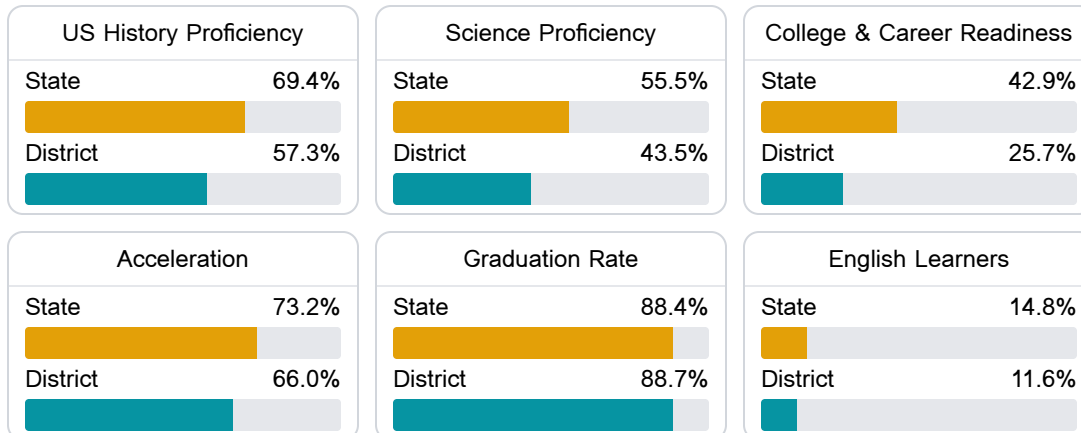 US History Proficiency
State 69.4%
District 57.3%
Science Proficiency
State 55.5%
District 43.5%
College & Career Readiness
State 42.9%
District 25.7%
Acceleration
State 73.2%
District 66.0%
Graduation Rate
State 88.4%
District 88.7%
English Learners
State 14.8%
District 11.6%